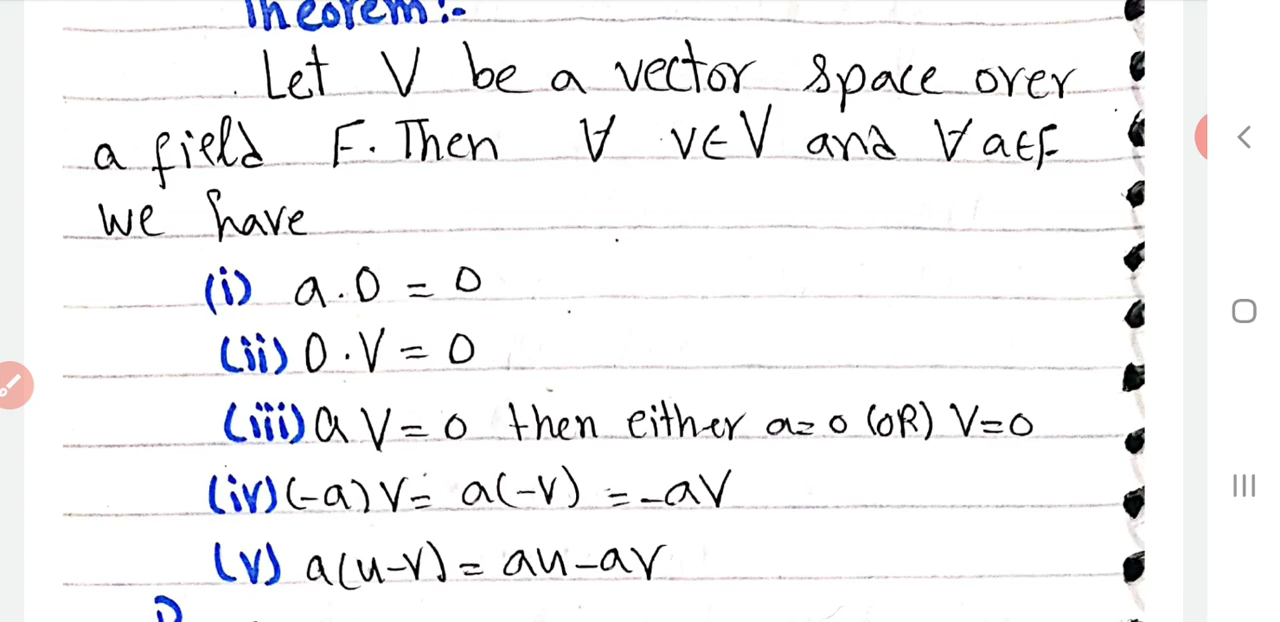 Theorem:-
Let V be a vector space over
a field F. Then ∀ v∈V and ∀ a∈F
we have
(i) a.0 = 0
(ii) 0.V = 0
(iii) a V = 0 then either a=0 (OR) V=0
(iv) (-a) V = a(-V) = -aV
(v) a(u-v) = au-av